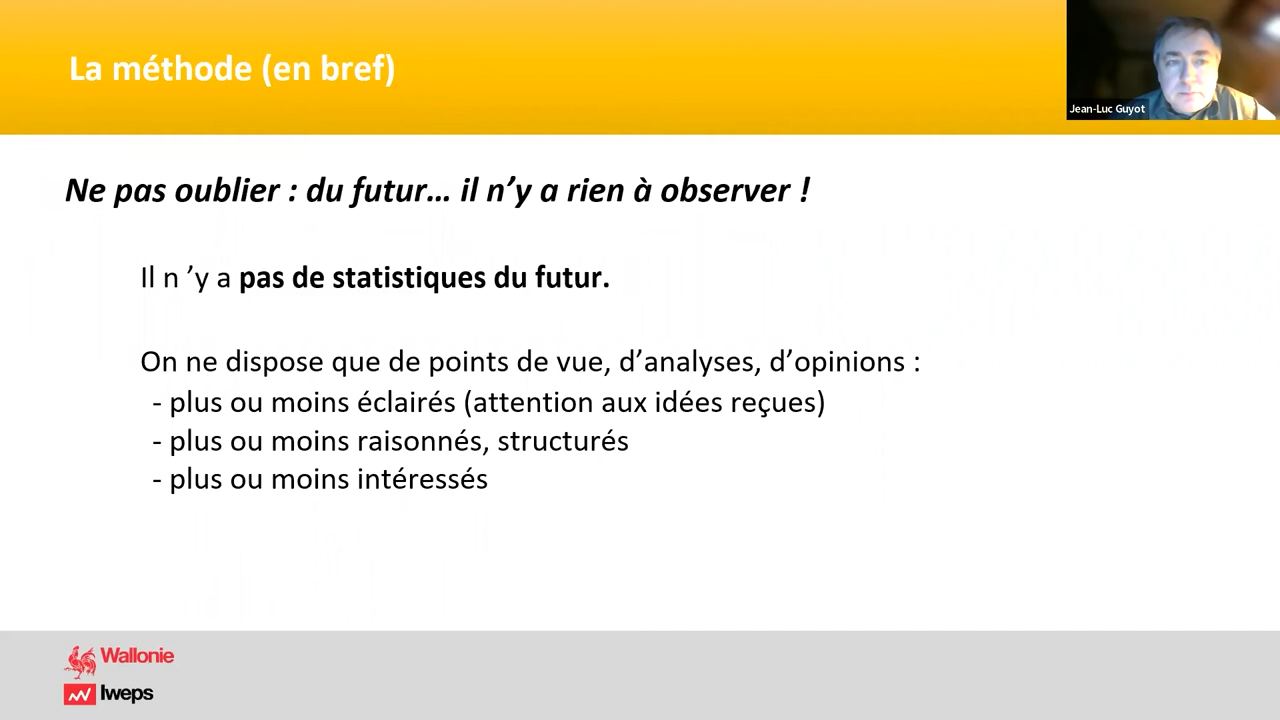 La méthode (en bref)
Jean-Luc Guyot
Ne pas oublier : du futur… il n’y a rien à observer !
Il n ’y a pas de statistiques du futur.
On ne dispose que de points de vue, d’analyses, d’opinions :
- plus ou moins éclairés (attention aux idées reçues)
- plus ou moins raisonnés, structurés
- plus ou moins intéressés
Wallonie
Iweps